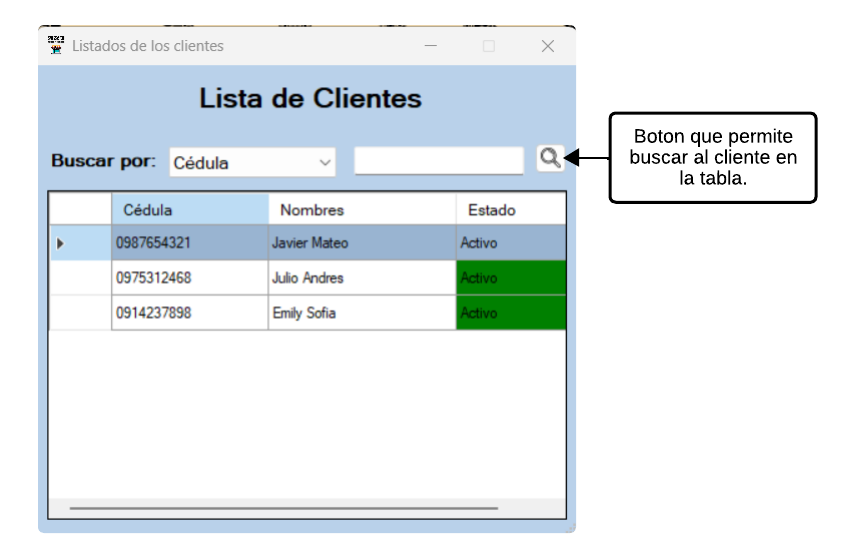 Listados de los clientes
Lista de Clientes
Buscar por: Cédula
Boton que permite
buscar al cliente en
la tabla.
Cédula Nombres Estado
0987654321 Javier Mateo Activo
0975312468 Julio Andres Activo
0914237898 Emily Sofia Activo